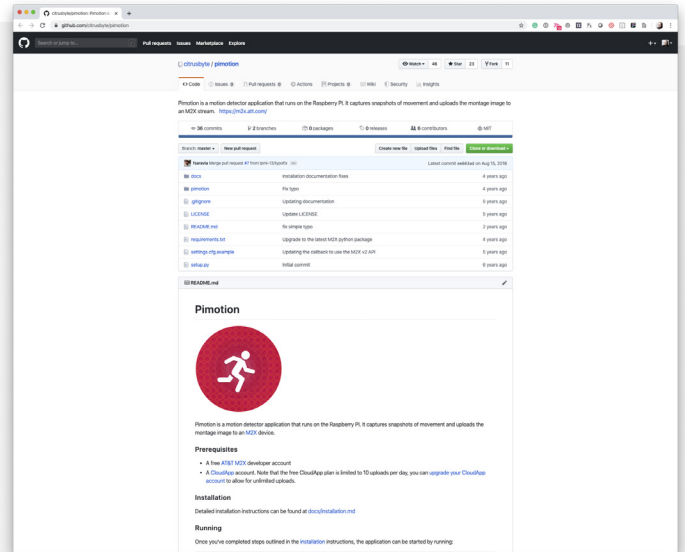 citrusbyte/pimotion: Pimotion is
github.com/citrusbyte/pimotion
Search or jump to...
Pull requests Issues Marketplace Explore
citrusbyte / pimotion
Watch 46 Star 23 Fork 11
Code Issues 0 Pull requests 0 Actions Projects 0 Wiki Security Insights
Pimotion is a motion detector application that runs on the Raspberry Pi. It captures snapshots of movement and uploads the montage image to
an M2X stream. https://m2x.att.com/
36 commits 2 branches 0 packages 0 releases 6 contributors MIT
Branch: master New pull request Create new file Upload files Find file Clone or download
tsaravia Merge pull request #7 from Latest commit on Aug 15, 2018
docs Installation documentation fixes 4 years ago
pimotion Fix typo 4 years ago
.gitignore Updating documentation 5 years ago
LICENSE Update LICENSE 5 years ago
README.md fix simple typo 2 years ago
requirements.txt Upgrade to the latest M2X python package 4 years ago
settings.cfg.example Updating the callback to use the M2X v2 API 5 years ago
setup.py Initial commit 6 years ago
README.md
Pimotion
Pimotion is a motion detector application that runs on the Raspberry Pi. It captures snapshots of movement and uploads the
montage image to an M2X device.
Prerequisites
• A free AT&T M2X developer account
• A CloudApp account. Note that the free CloudApp plan is limited to 10 uploads per day, you can upgrade your CloudApp
account to allow for unlimited uploads.
Installation
Detailed installation instructions can be found at docs/installation.md
Running
Once you've completed steps outlined in the installation instructions, the application can be started by running: